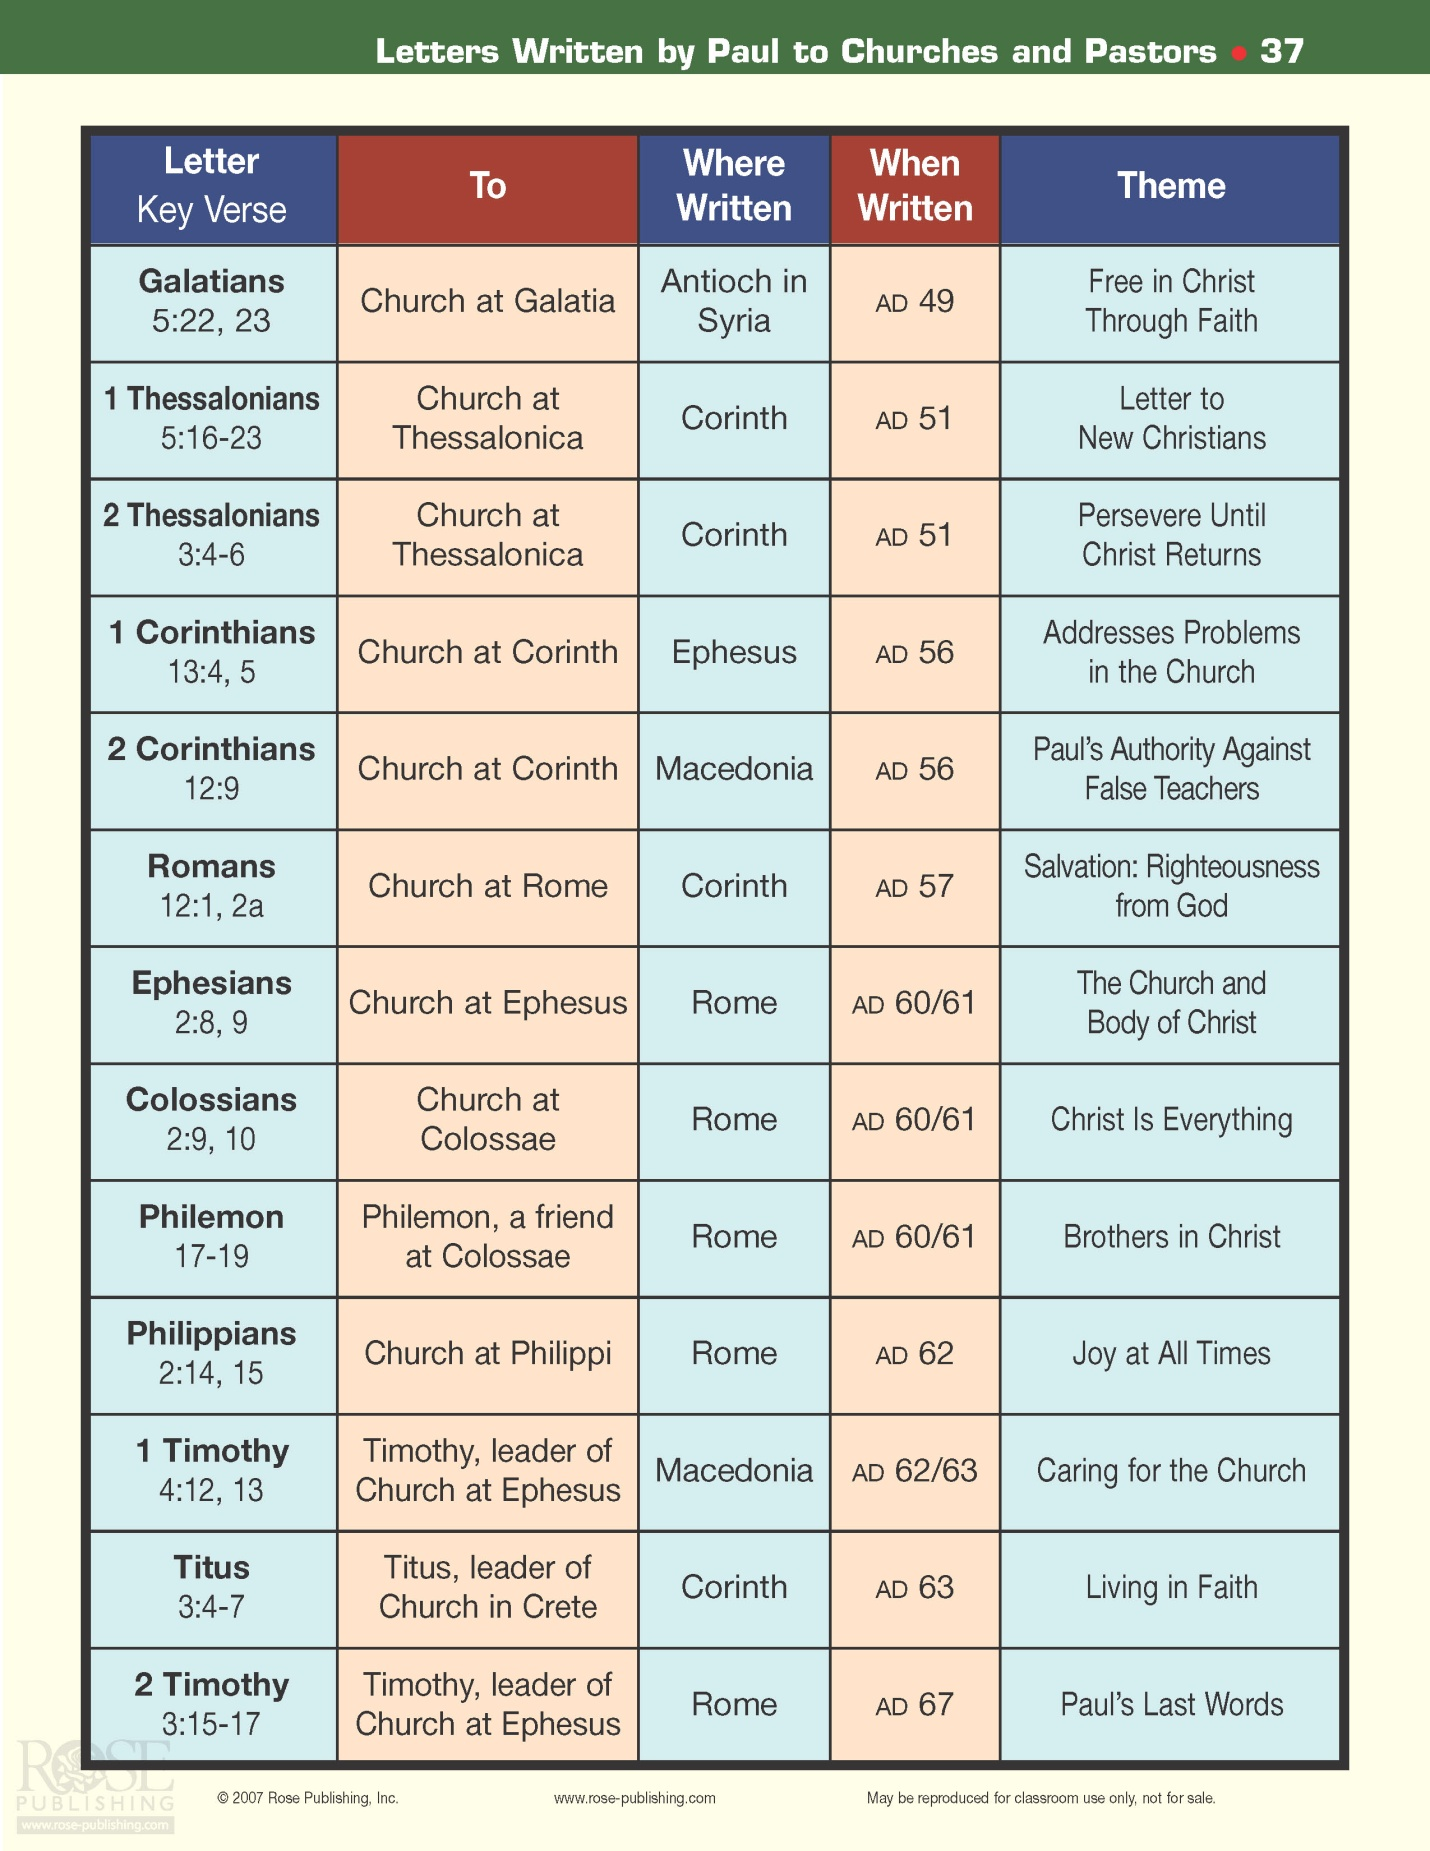 Letters Written by Paul to Churches and Pastors • 37
Letter
Key Verse
To
Where
Written
When
Written
Theme
Galatians
5:22, 23
Church at Galatia
Antioch in
Syria
AD 49
Free in Christ
Through Faith
1 Thessalonians
5:16-23
Church at
Thessalonica
Corinth
AD 51
Letter to
New Christians
2 Thessalonians
3:4-6
Church at
Thessalonica
Corinth
AD 51
Persevere Until
Christ Returns
1 Corinthians
13:4, 5
Church at Corinth
Ephesus
AD 56
Addresses Problems
in the Church
2 Corinthians
12:9
Church at Corinth
Macedonia
AD 56
Paul's Authority Against
False Teachers
Romans
12:1, 2a
Church at Rome
Corinth
AD 57
Salvation: Righteousness
from God
Ephesians
2:8, 9
Church at Ephesus
Rome
AD 60/61
The Church and
Body of Christ
Colossians
2:9, 10
Church at
Colossae
Rome
AD 60/61
Christ Is Everything
Philemon
17-19
Philemon, a friend
at Colossae
Rome
AD 60/61
Brothers in Christ
Philippians
2:14, 15
Church at Philippi
Rome
AD 62
Joy at All Times
1 Timothy
4:12, 13
Timothy, leader of
Church at Ephesus
Macedonia
AD 62/63
Caring for the Church
Titus
3:4-7
Titus, leader of
Church in Crete
Corinth
AD 63
Living in Faith
2 Timothy
3:15-17
Timothy, leader of
Church at Ephesus
Rome
AD 67
Paul's Last Words
ROSE
PUBLISHING
www.rose-publishing.com
© 2007 Rose Publishing, Inc.
www.rose-publishing.com
May be reproduced for classroom use only, not for sale.